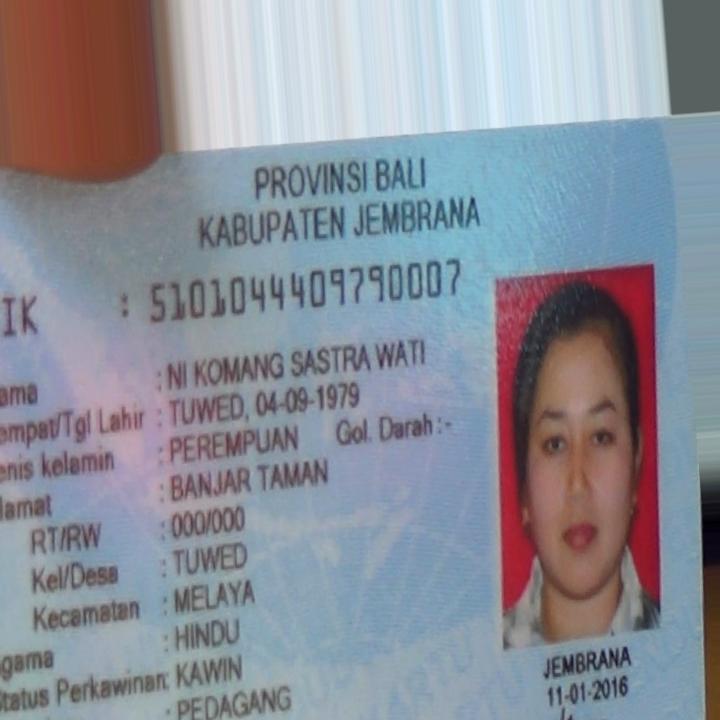 PROVINSI BALI
KABUPATEN JEMBRANA
IK : 5101044409790007
ama : NI KOMANG SASTRA WATI
empat/Tgl Lahir : TUWED, 04-09-1979
enis kelamin : PEREMPUAN Gol. Darah :-
lamat : BANJAR TAMAN
RT/RW : 000/000
Kel/Desa : TUWED
Kecamatan : MELAYA
gama : HINDU
Status Perkawinan: KAWIN
: PEDAGANG
JEMBRANA
11-01-2016